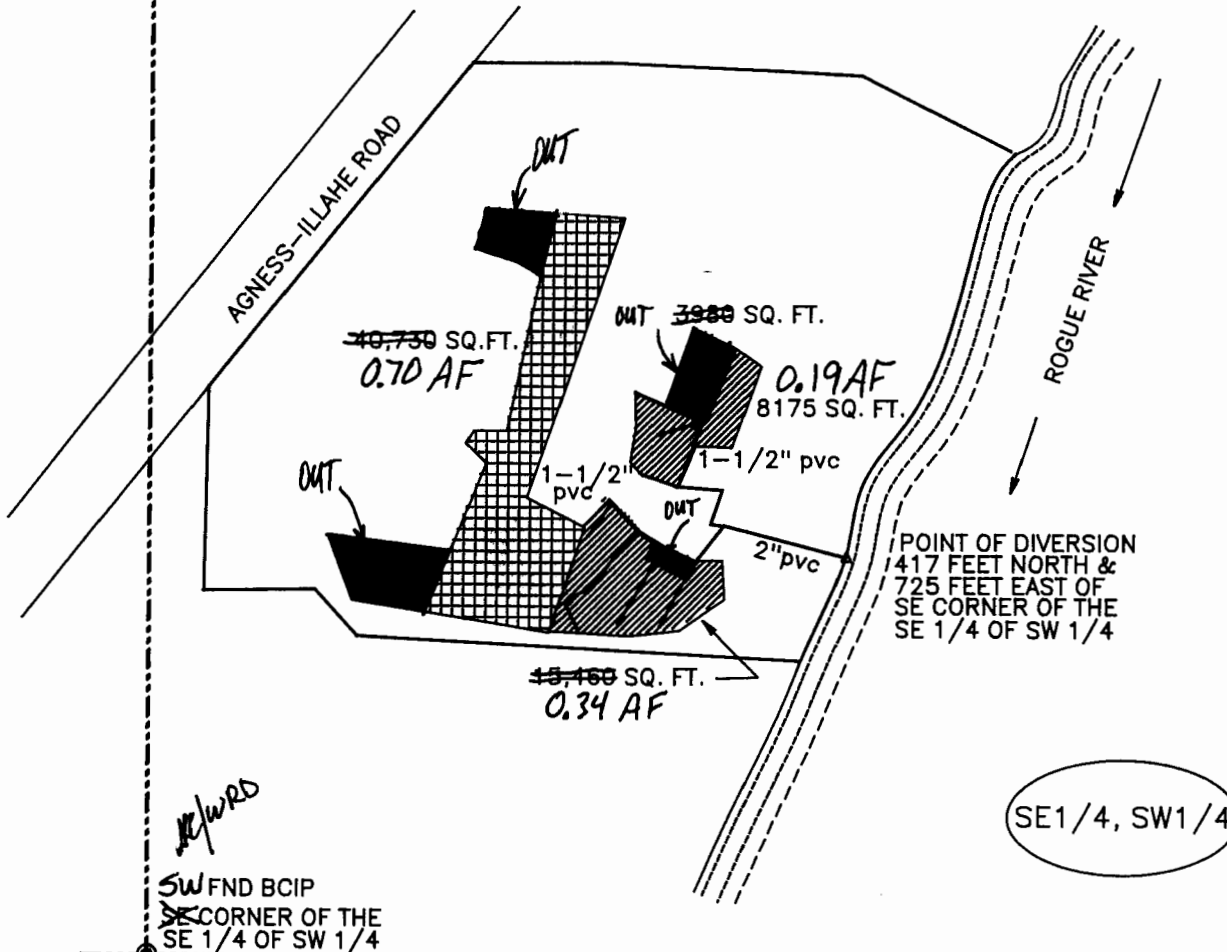 AGNESS-ILLAHE ROAD
OUT
40,730 SQ.FT.
0.70 AF
OUT
3980 SQ. FT.
0.19 AF
8175 SQ. FT.
1-1/2" pvc
1-1/2"
pvc
OUT
OUT
2"pvc
ROGUE RIVER
POINT OF DIVERSION
417 FEET NORTH &
725 FEET EAST OF
SE CORNER OF THE
SE 1/4 OF SW 1/4
15,460 SQ. FT.
0.34 AF
SE1/4, SW1/4
/WRD
SW FND BCIP
SE CORNER OF THE
SE 1/4 OF SW 1/4